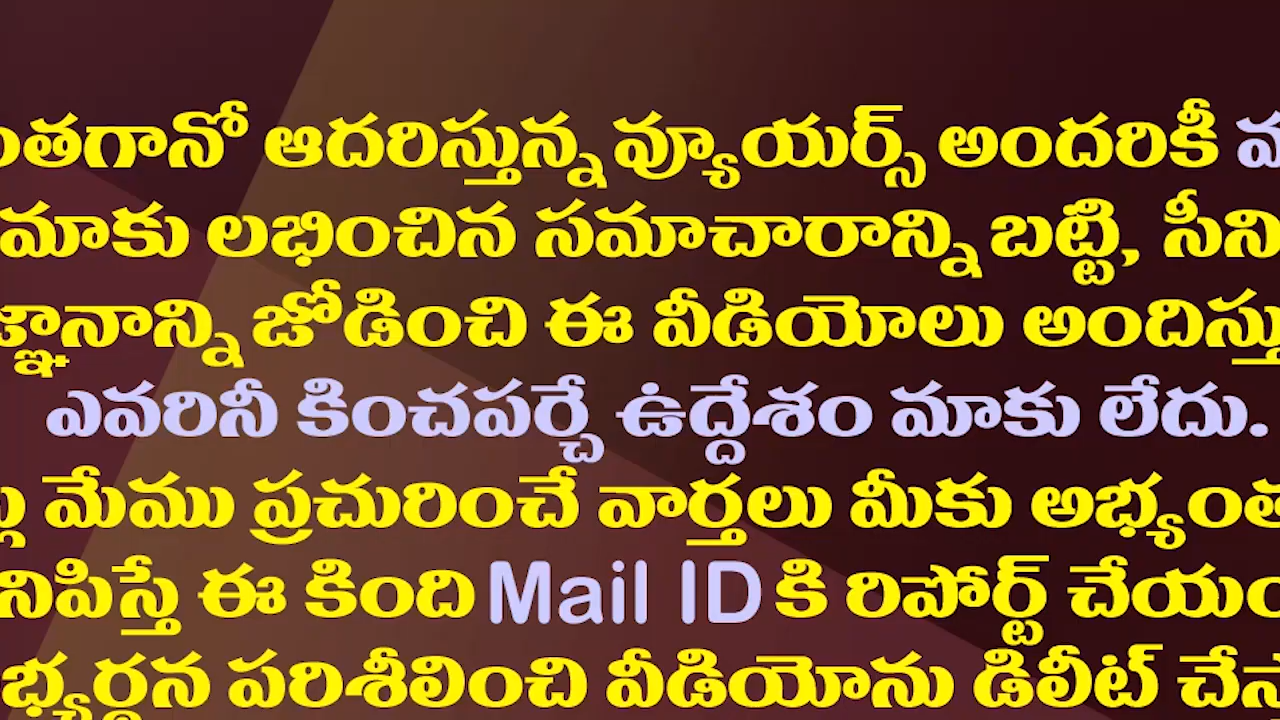 ంతగానో ఆదరిస్తున్న వ్యూయర్స్ అందరికీ
మాకు లభించిన సమాచారాన్ని బట్టి, సీని
జ్ఞానాన్ని జోడించి ఈ వీడియోలు అందిస్తు
ఎవరినీ కించపర్చే ఉద్దేశం మాకు లేదు.
మేము ప్రచురించే వార్తలు మీకు అభ్యంత
నిపిస్తే ఈ కింది Mail ID కి రిపోర్ట్ చేయం
భ్యర్థన పరిశీలించి వీడియోను డిలీట్ చేస